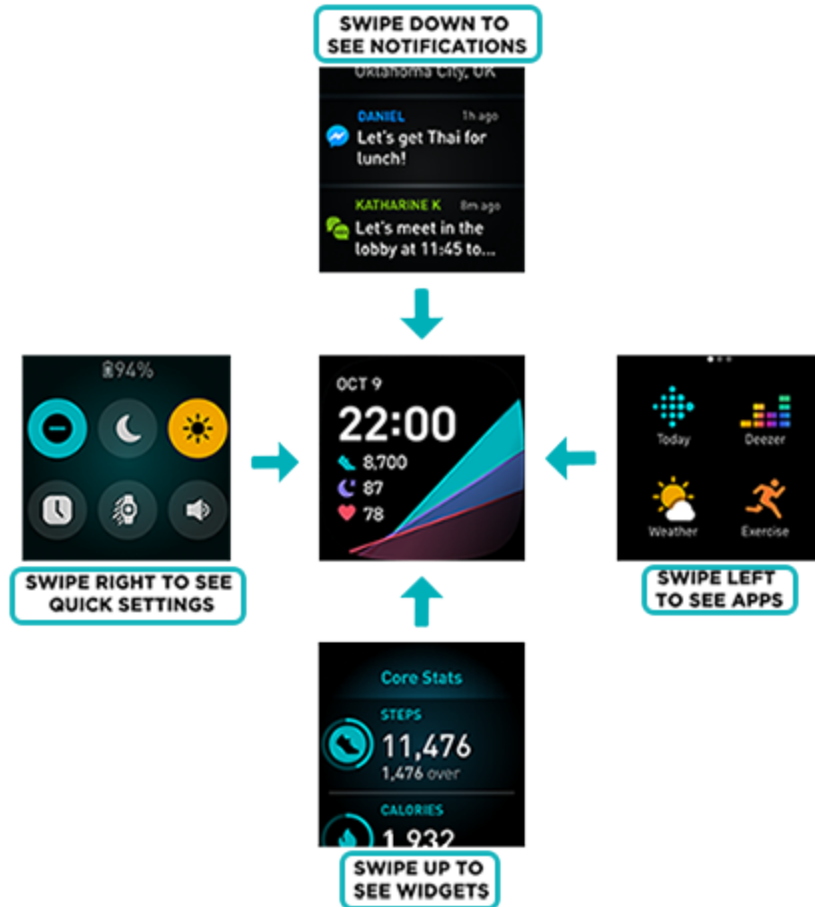 SWIPE DOWN TO
SEE NOTIFICATIONS
Oklahoma City, OK
DANIEL 1h ago
Let's get Thai for
lunch!
KATHARINE K 8m ago
Let's meet in the
lobby at 11:45 to...
94%
SWIPE RIGHT TO SEE
QUICK SETTINGS
OCT 9
22:00
8,700
87
78
Today Deezer
Weather Exercise
SWIPE LEFT
TO SEE APPS
Core Stats
STEPS
11,476
1,476 over
CALORIES
1,932
SWIPE UP TO
SEE WIDGETS